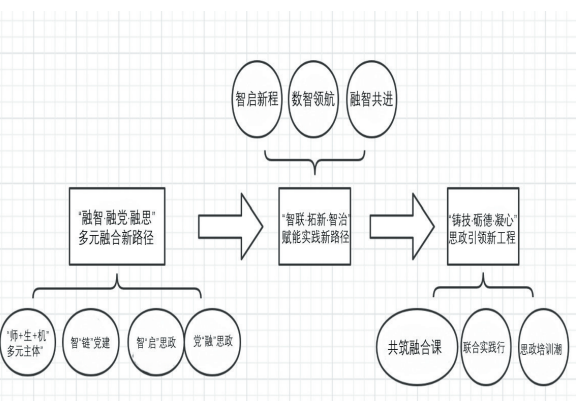 智启新程
数智领航
融智共进
“融智·融党·融思”
多元融合新路径
“智联·拓新·智治”
赋能实践新路径
“铸技·砺德·凝心”
思政引领新工程
“师+生+机”
多元主体”
智“链”党建
智“启”思政
党“融”思政
共筑融合课
联合实践行
思政培训潮